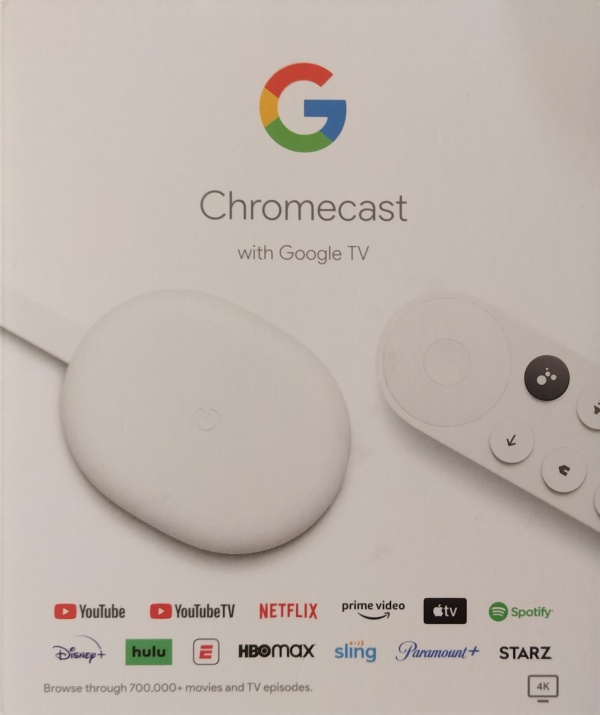 G
Chromecast
with Google TV
G
YouTube YouTubeTV NETFLIX prime video tv Spotify
Disney+ hulu E HBOMAX sling Paramount+ STARZ
Browse through 700,000+ movies and TV episodes.
4K